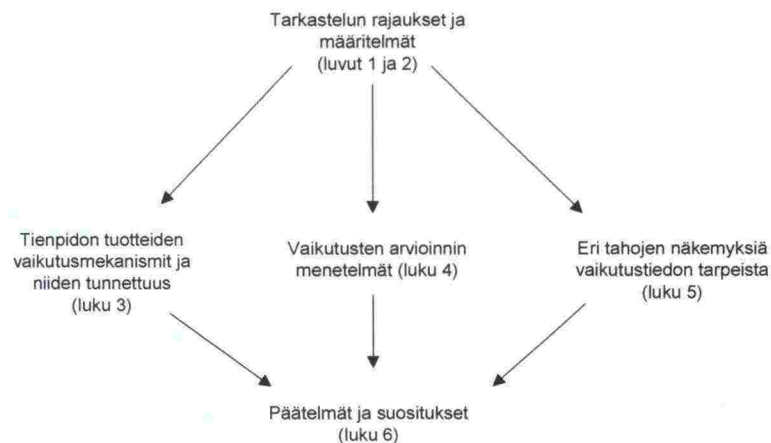 Tarkastelun rajaukset ja
määritelmät
(luvut 1 ja 2)
Tienpidon tuotteiden
vaikutusmekanismit ja
niiden tunnettuus
(luku 3)
Vaikutusten arvioinnin
menetelmät (luku 4)
Eri tahojen näkemyksiä
vaikutustiedon tarpeista
(luku 5)
Päätelmät ja suositukset
(luku 6)